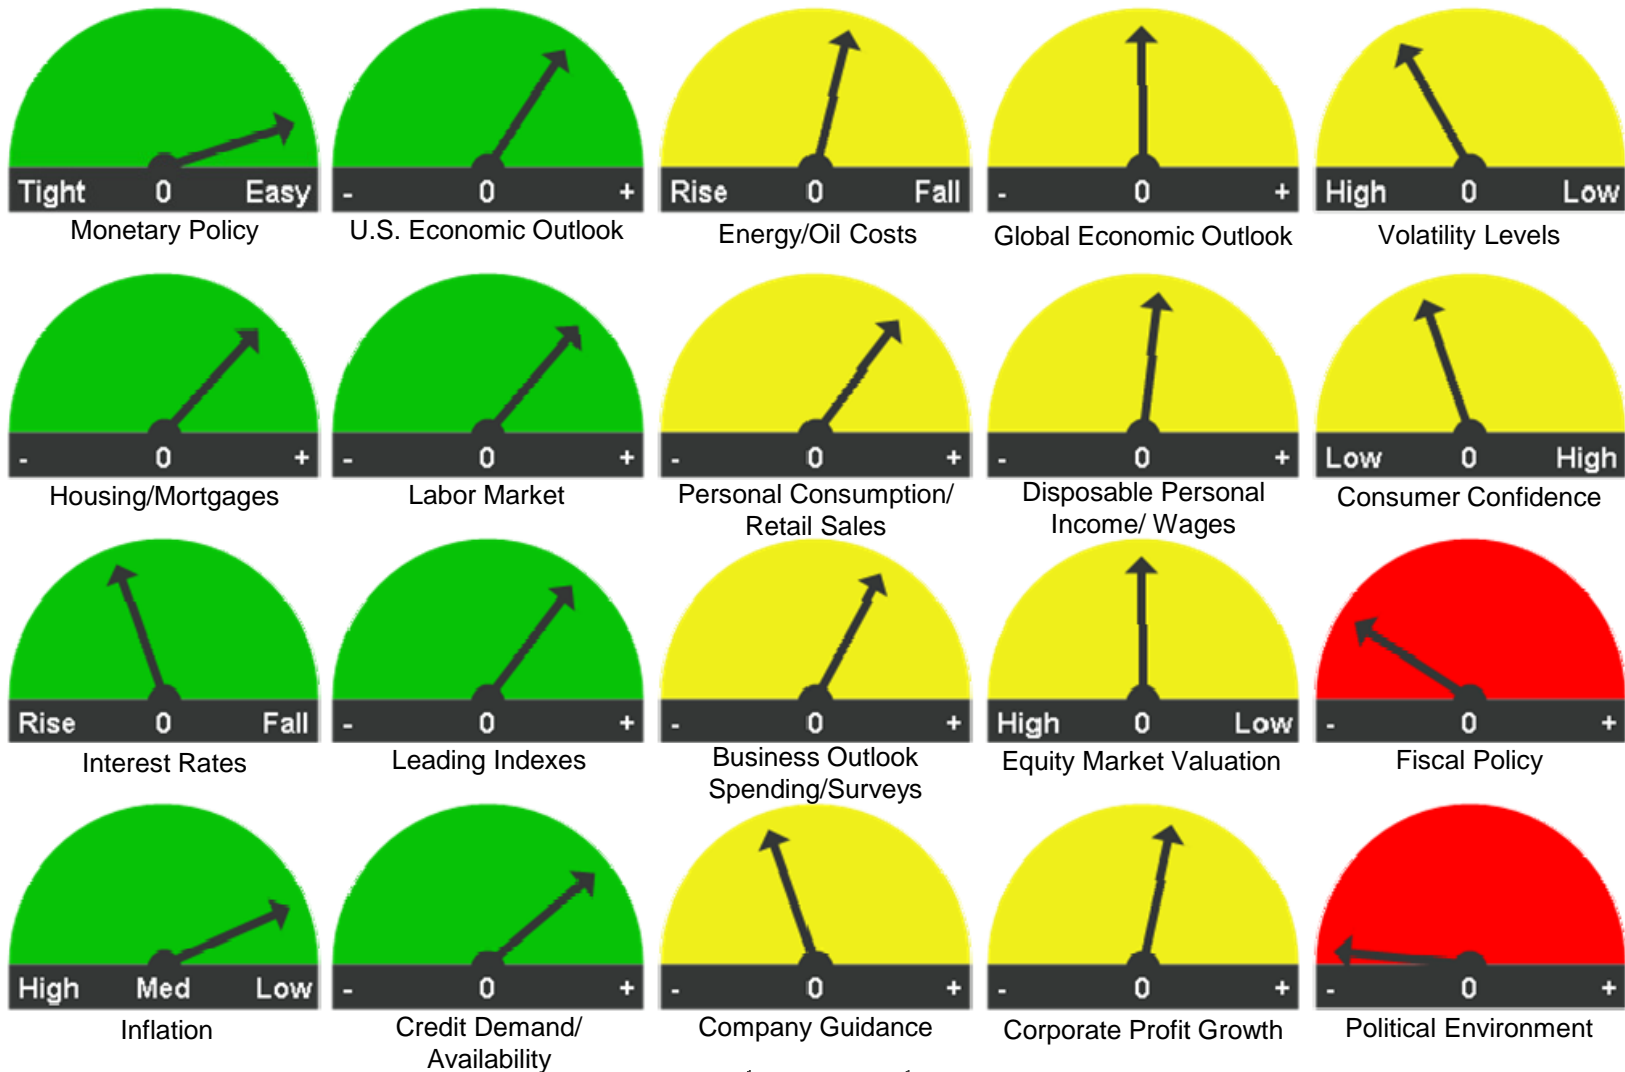 Tight 0 Easy
Monetary Policy
- 0 +
U.S. Economic Outlook
Rise 0 Fall
Energy/Oil Costs
- 0 +
Global Economic Outlook
High 0 Low
Volatility Levels
- 0 +
Housing/Mortgages
- 0 +
Labor Market
- 0 +
Personal Consumption/
Retail Sales
- 0 +
Disposable Personal
Income/ Wages
Low 0 High
Consumer Confidence
Rise 0 Fall
Interest Rates
- 0 +
Leading Indexes
- 0 +
Business Outlook
Spending/Surveys
High 0 Low
Equity Market Valuation
- 0 +
Fiscal Policy
High Med Low
Inflation
- 0 +
Credit Demand/
Availability
- 0 +
Company Guidance
- 0 +
Corporate Profit Growth
- 0 +
Political Environment